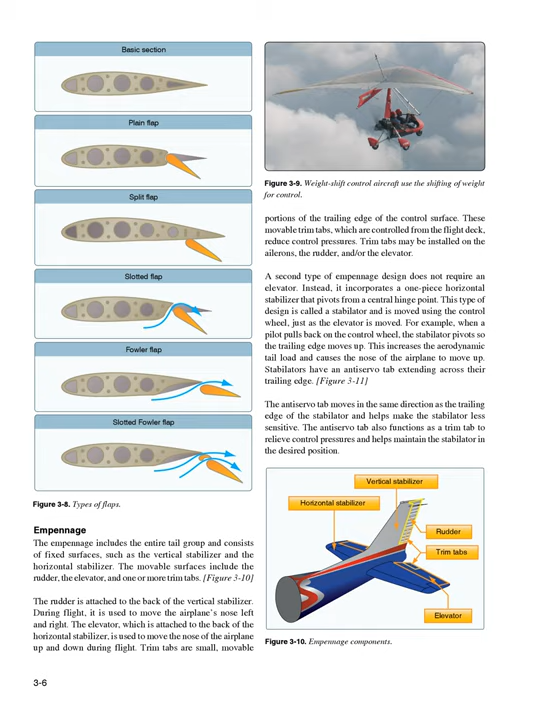 Basic section
Plain flap
Split flap
Slotted flap
Fowler flap
Slotted Fowler flap
Figure 3-8. Types of flaps.
Empennage
The empennage includes the entire tail group and consists
of fixed surfaces, such as the vertical stabilizer and the
horizontal stabilizer. The movable surfaces include the
rudder, the elevator, and one or more trim tabs. [Figure 3-10]
The rudder is attached to the back of the vertical stabilizer.
During flight, it is used to move the airplane's nose left
and right. The elevator, which is attached to the back of the
horizontal stabilizer, is used to move the nose of the airplane
up and down during flight. Trim tabs are small, movable
Figure 3-9. Weight-shift control aircraft use the shifting of weight
for control.
portions of the trailing edge of the control surface. These
movable trim tabs, which are controlled from the flight deck,
reduce control pressures. Trim tabs may be installed on the
ailerons, the rudder, and/or the elevator.
A second type of empennage design does not require an
elevator. Instead, it incorporates a one-piece horizontal
stabilizer that pivots from a central hinge point. This type of
design is called a stabilator and is moved using the control
wheel, just as the elevator is moved. For example, when a
pilot pulls back on the control wheel, the stabilator pivots so
the trailing edge moves up. This increases the aerodynamic
tail load and causes the nose of the airplane to move up.
Stabilators have an antiservo tab extending across their
trailing edge. [Figure 3-11]
The antiservo tab moves in the same direction as the trailing
edge of the stabilator and helps make the stabilator less
sensitive. The antiservo tab also functions as a trim tab to
relieve control pressures and helps maintain the stabilator in
the desired position.
Vertical stabilizer
Horizontal stabilizer
Rudder
Trim tabs
Elevator
Figure 3-10. Empennage components.
3-6